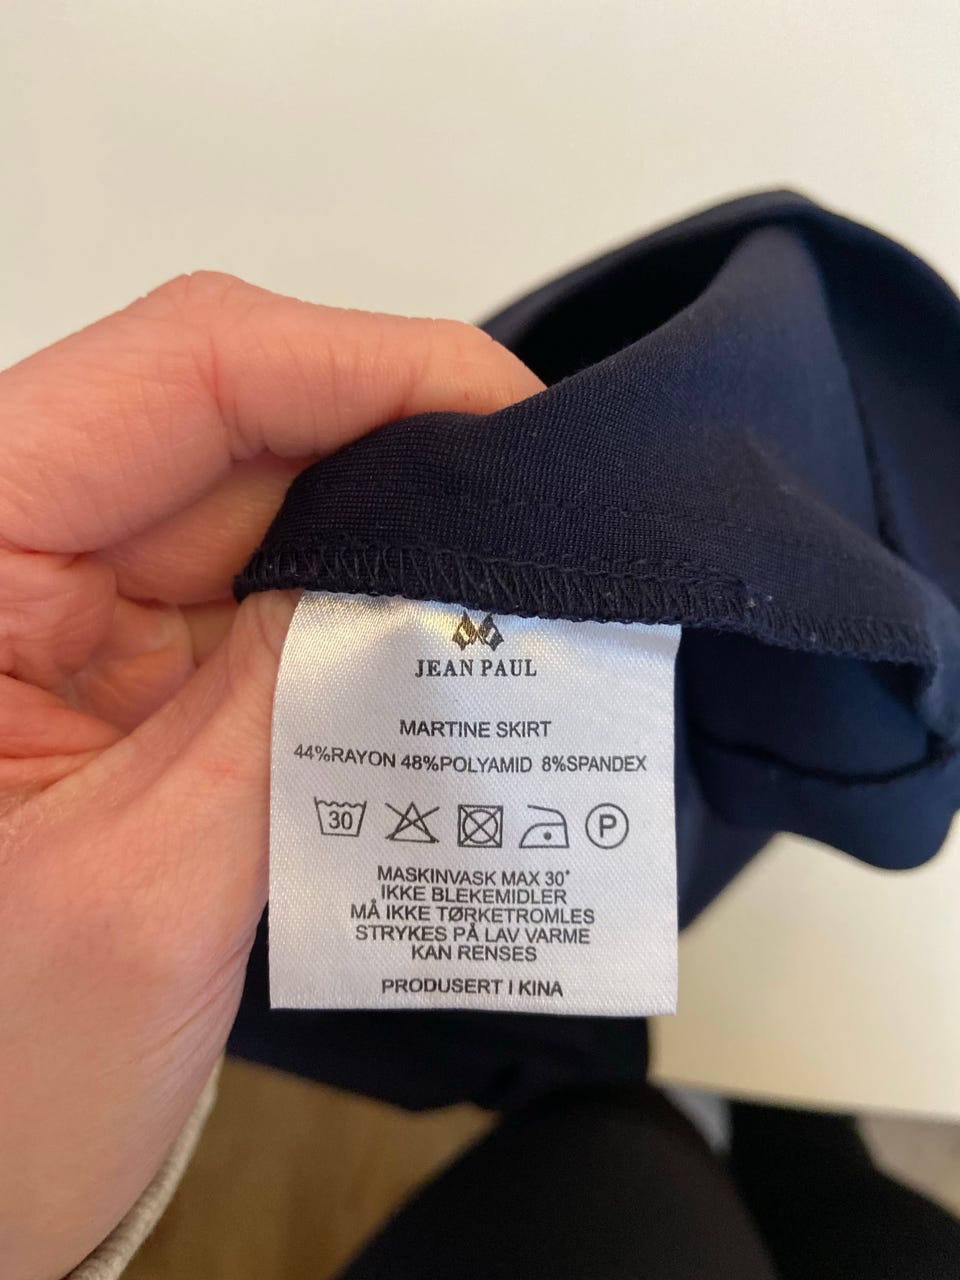 JEAN PAUL
MARTINE SKIRT
44%RAYON 48%POLYAMID 8%SPANDEX
30 P
MASKINVASK MAX 30°
IKKE BLEKEMIDLER
MÅ IKKE TØRKETROMLES
STRYKES PÅ LAV VARME
KAN RENSES
PRODUSERT I KINA